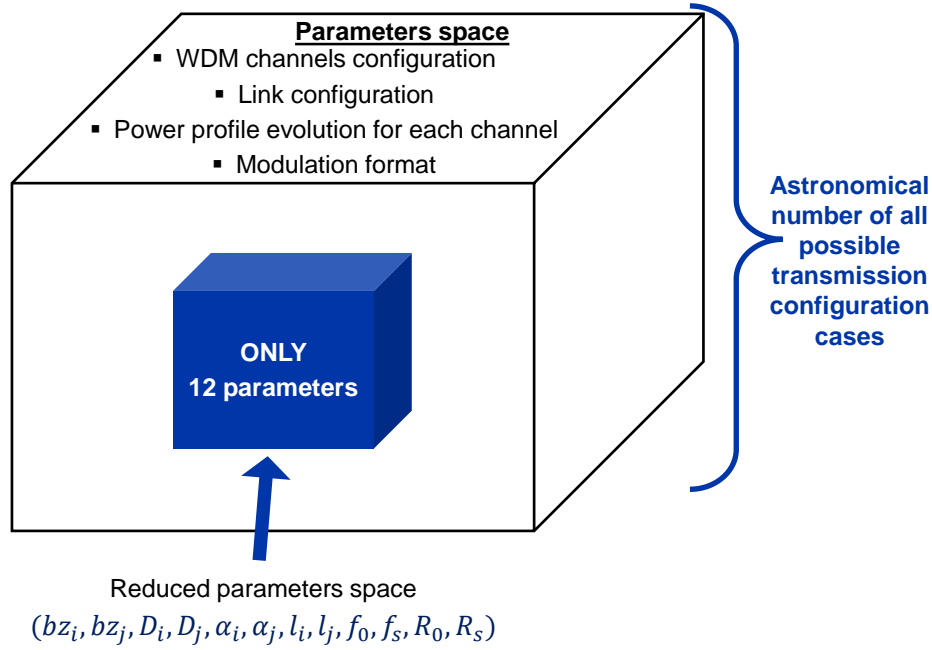 Parameters space
▪ WDM channels configuration
▪ Link configuration
▪ Power profile evolution for each channel
▪ Modulation format
Astronomical
number of all
possible
transmission
configuration
cases
ONLY
12 parameters
Reduced parameters space
(bz_i, bz_j, D_i, D_j, α_i, α_j, l_i, l_j, f_0, f_s, R_0, R_s)